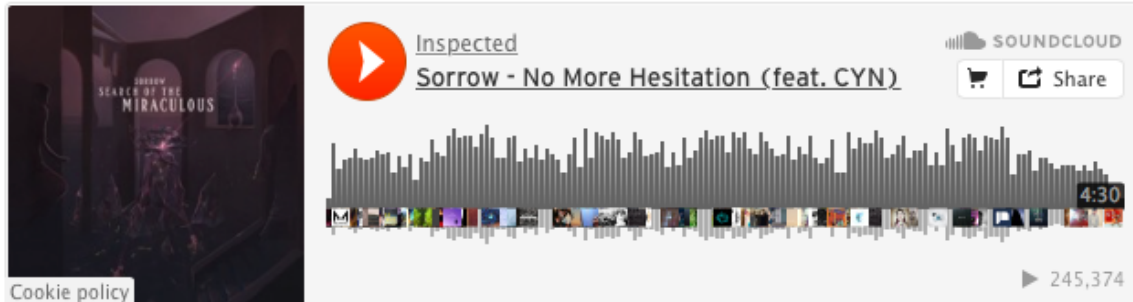 SORROW
SEARCH OF THE
MIRACULOUS
Cookie policy
Inspected
Sorrow - No More Hesitation (feat. CYN)
SOUNDCLOUD
Share
4:30
245,374